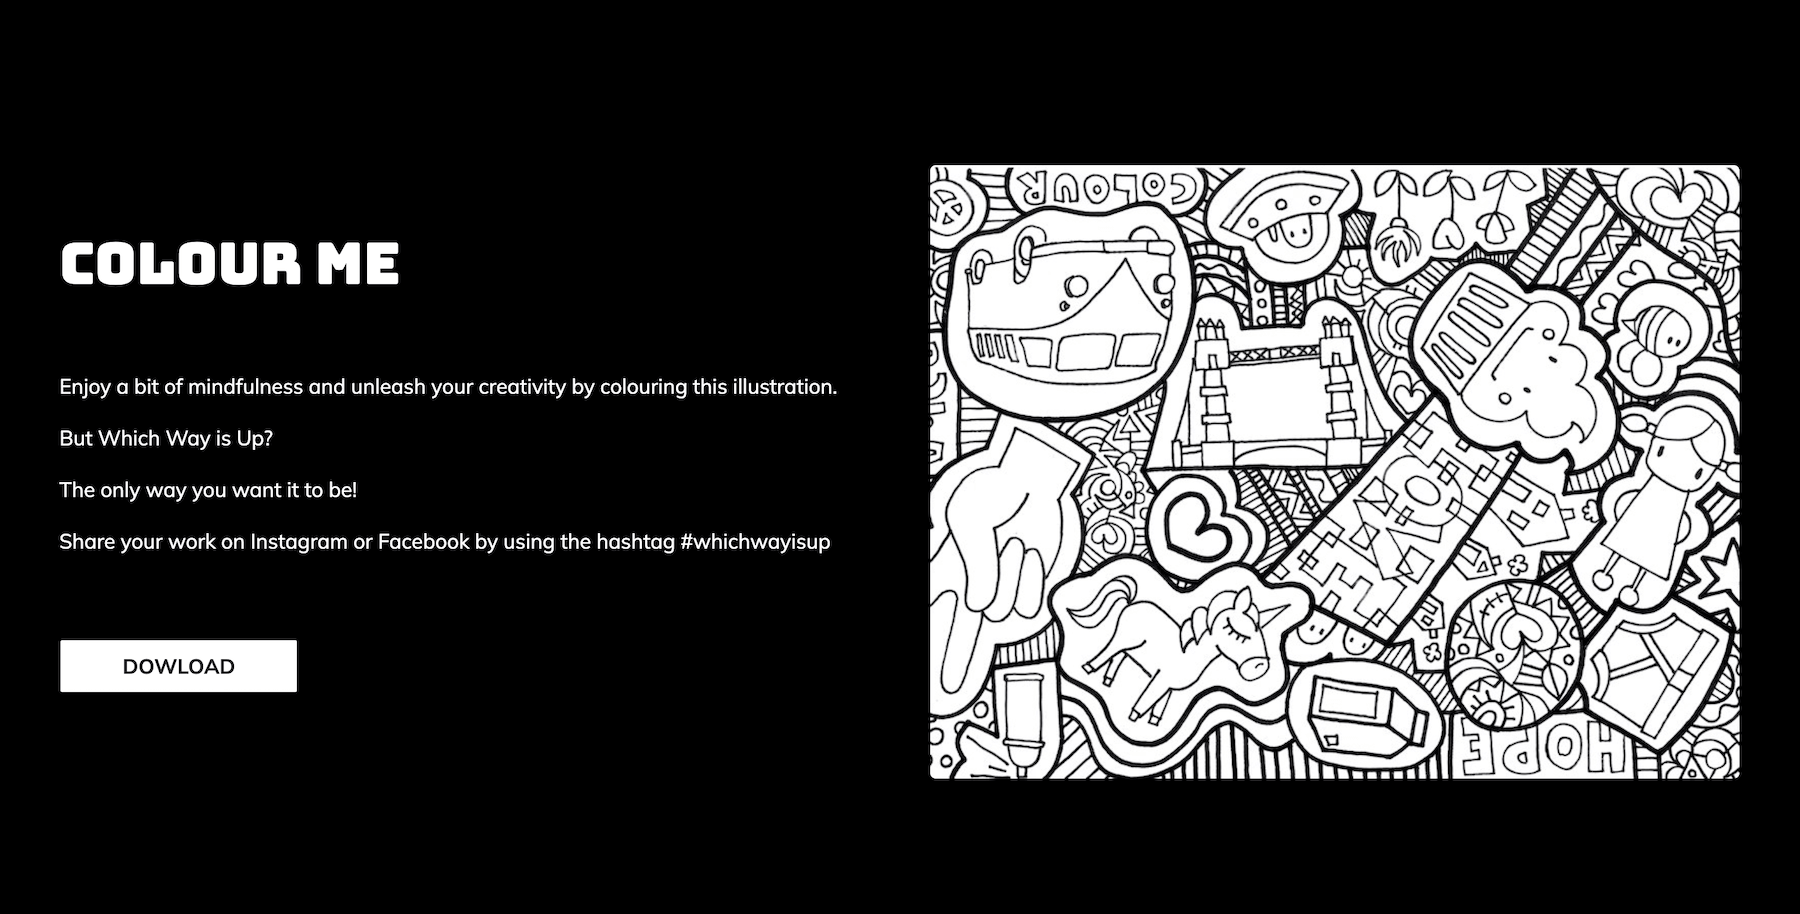 COLOUR ME
Enjoy a bit of mindfulness and unleash your creativity by colouring this illustration.
But Which Way is Up?
The only way you want it to be!
Share your work on Instagram or Facebook by using the hashtag #whichwayisup
DOWLOAD
COLOUR
HOPE